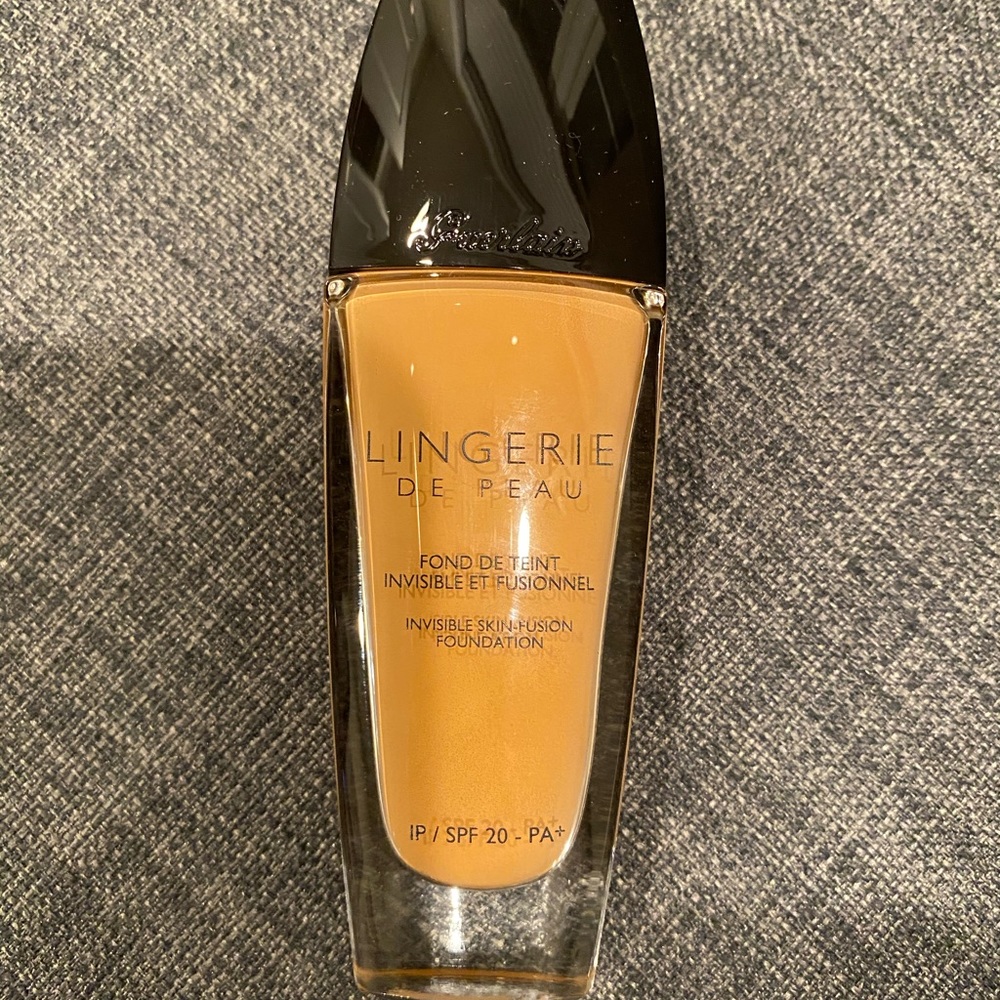 Guerlain
LINGERIE
DE PEAU
FOND DE TEINT
INVISIBLE ET FUSIONNEL
INVISIBLE SKIN-FUSION
FOUNDATION
IP / SPF 20 - PA+